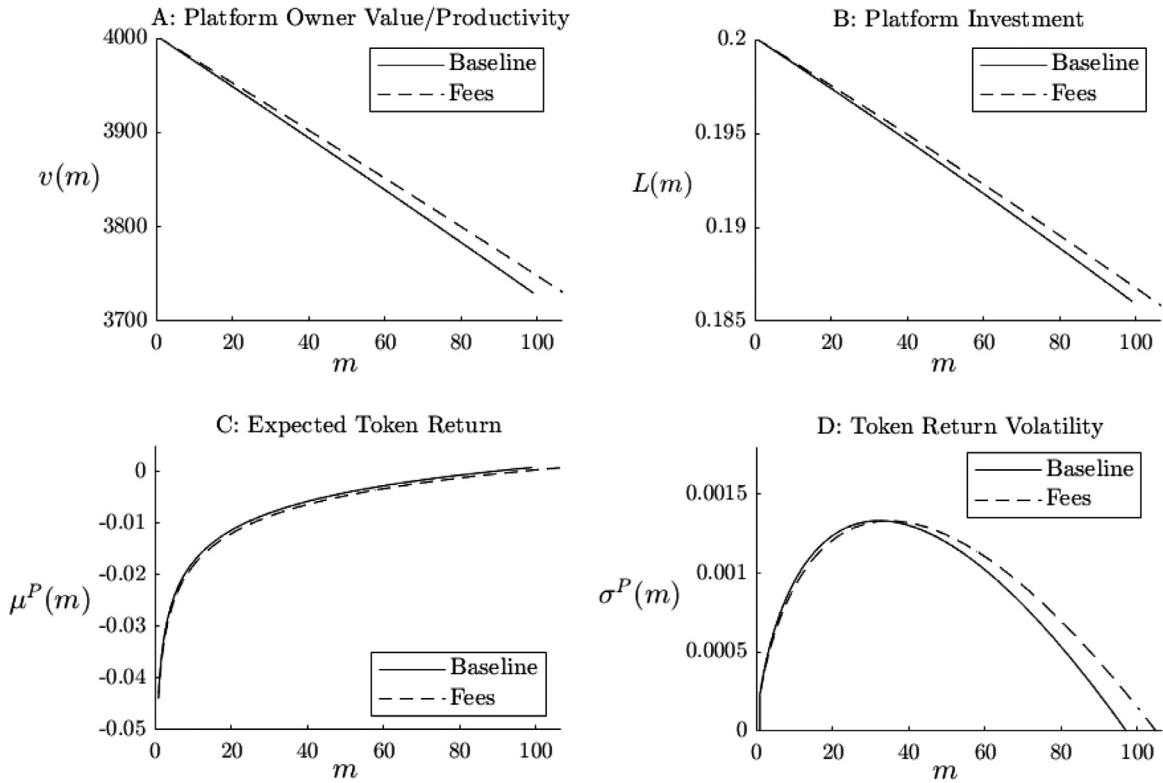 A: Platform Owner Value/Productivity
4000
3900
3800
3700
v(m)
Baseline
Fees
0 20 40 60 80 100
m
B: Platform Investment
0.2
0.195
0.19
0.185
L(m)
Baseline
Fees
0 20 40 60 80 100
m
C: Expected Token Return
0
-0.01
-0.02
-0.03
-0.04
-0.05
μ^P(m)
Baseline
Fees
0 20 40 60 80 100
m
D: Token Return Volatility
0.0015
0.001
0.0005
0
σ^P(m)
Baseline
Fees
0 20 40 60 80 100
m